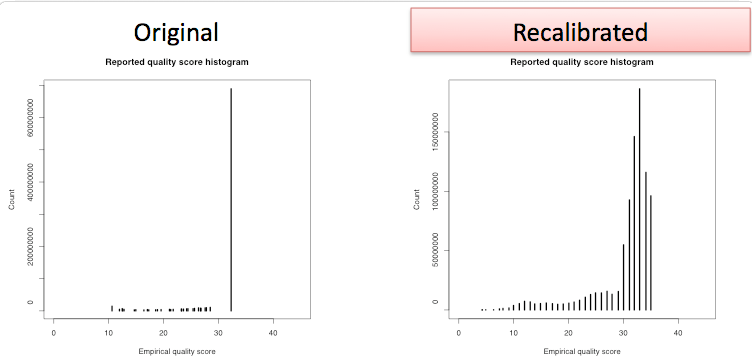 Original
Recalibrated
Reported quality score histogram
Reported quality score histogram
Count
600000000
400000000
200000000
0
0
10
20
30
40
Empirical quality score
Count
150000000
100000000
50000000
0
0
10
20
30
40
Empirical quality score